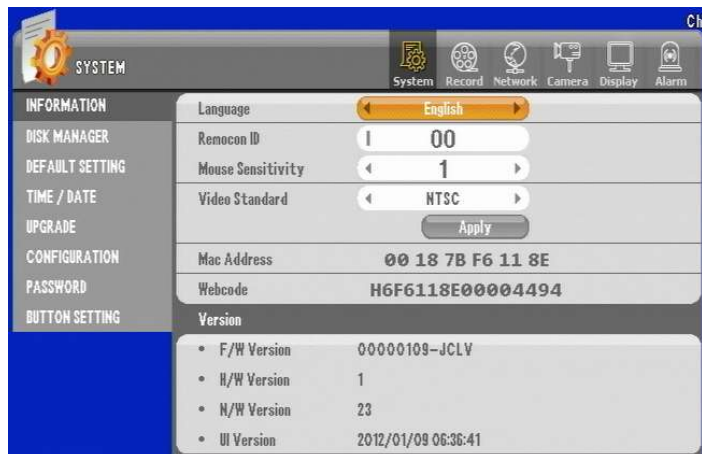 Ch
SYSTEM
System Record Network Camera Display Alarm
INFORMATION
DISK MANAGER
DEFAULT SETTING
TIME / DATE
UPGRADE
CONFIGURATION
PASSWORD
BUTTON SETTING
Language English
Remocon ID 00
Mouse Sensitivity 1
Video Standard NTSC
Apply
Mac Address 00 18 7B F6 11 8E
Webcode H6F6118E00004494
Version
• F/W Version 00000109-JCLV
• H/W Version 1
• N/W Version 23
• UI Version 2012/01/09 06:36:41